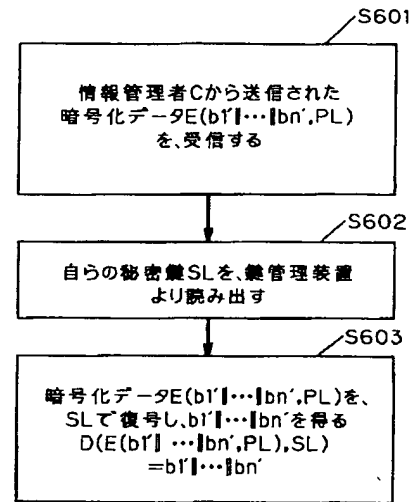 S601
情報管理者Cから送信された
暗号化データE(b1'‖…‖bn',PL)
を、受信する
S602
自らの秘密鍵SLを、鍵管理装置
より読み出す
S603
暗号化データE(b1'‖…‖bn',PL)を、
SLで復号し、b1'‖…‖bn'を得る
D(E(b1'‖…‖bn',PL),SL)
=b1'‖…‖bn'